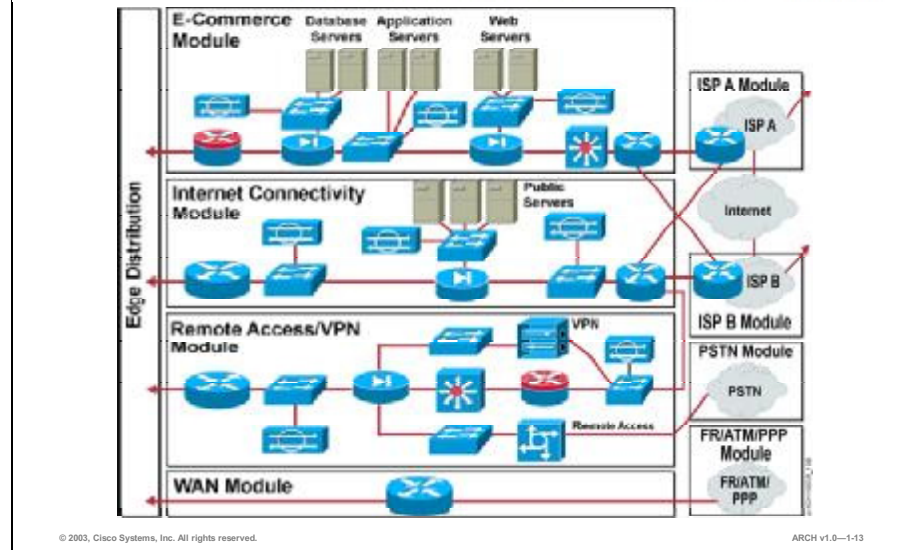 E-Commerce
Module
Database
Servers
Application
Servers
Web
Servers
ISP A Module
ISP A
Internet Connectivity
Module
Public
Servers
Internet
Edge Distribution
ISP B
ISP B Module
Remote Access/VPN
Module
VPN
PSTN Module
PSTN
Remote Access
FR/ATM/PPP
Module
FR/ATM/
PPP
WAN Module
© 2003, Cisco Systems, Inc. All rights reserved.
ARCH v1.0—1-13